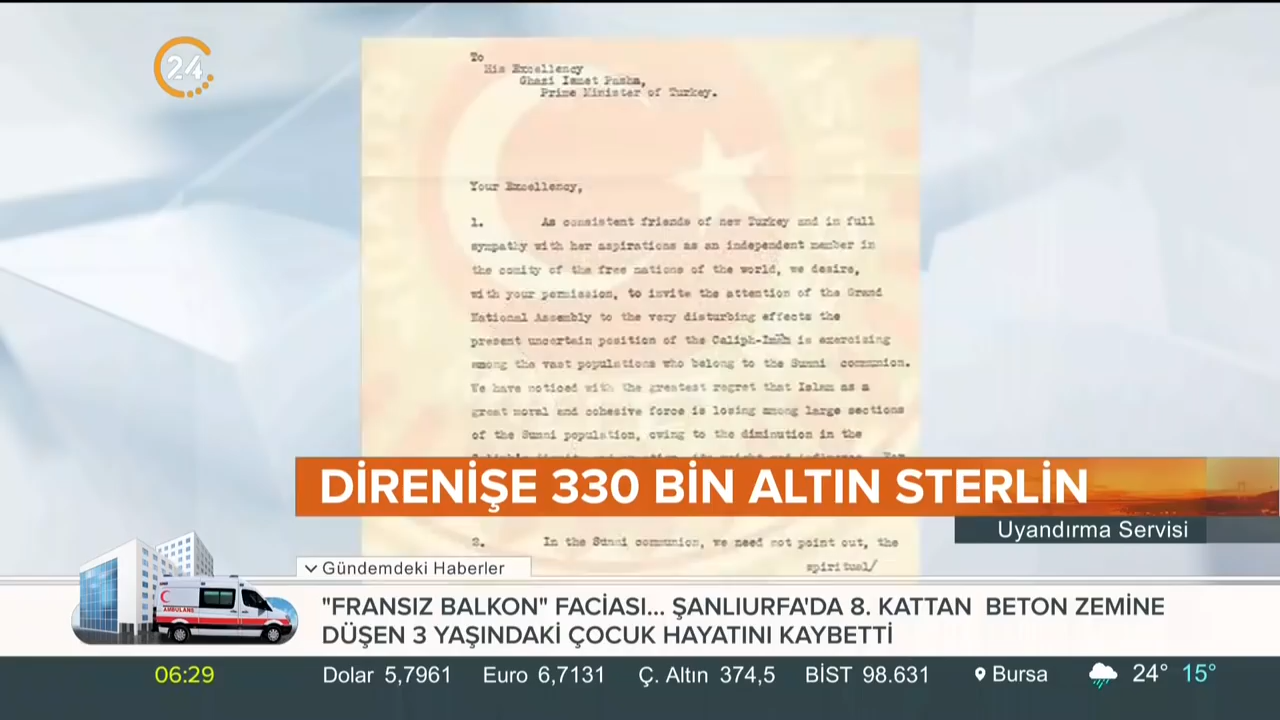 24
To
His Excellency
Ghazi Ismet Pasha,
Prime Minister of Turkey.
Your Excellency,
1. As consistent friends of new Turkey and in full
sympathy with her aspirations as an independent member in
the comity of the free nations of the world, we desire,
with your permission, to invite the attention of the Grand
National Assembly to the very disturbing effects the
present uncertain position of the Caliph-Imam is exercising
among the vast populations who belong to the Sunni communion.
We have noticed with the greatest regret that Islam as a
great moral and cohesive force is losing among large sections
of the Sunni population, owing to the diminution in the
DİRENİŞE 330 BİN ALTIN STERLİN
Uyandırma Servisi
2. In the Sunni communion, we need not point out, the
spiritual/
Gündemdeki Haberler
AMBULANS
"FRANSIZ BALKON" FACİASI... ŞANLIURFA'DA 8. KATTAN BETON ZEMİNE
DÜŞEN 3 YAŞINDAKİ ÇOCUK HAYATINI KAYBETTİ
06:29 Dolar 5,7961 Euro 6,7131 Ç. Altın 374,5 BİST 98.631 Bursa 24° 15°